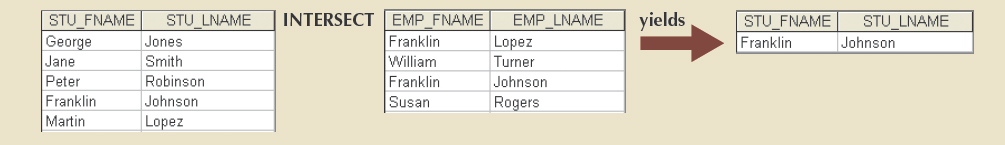 STU_FNAME STU_LNAME INTERSECT EMP_FNAME EMP_LNAME yields STU_FNAME STU_LNAME
George Jones Franklin Lopez Franklin Johnson
Jane Smith William Turner
Peter Robinson Franklin Johnson
Franklin Johnson Susan Rogers
Martin Lopez